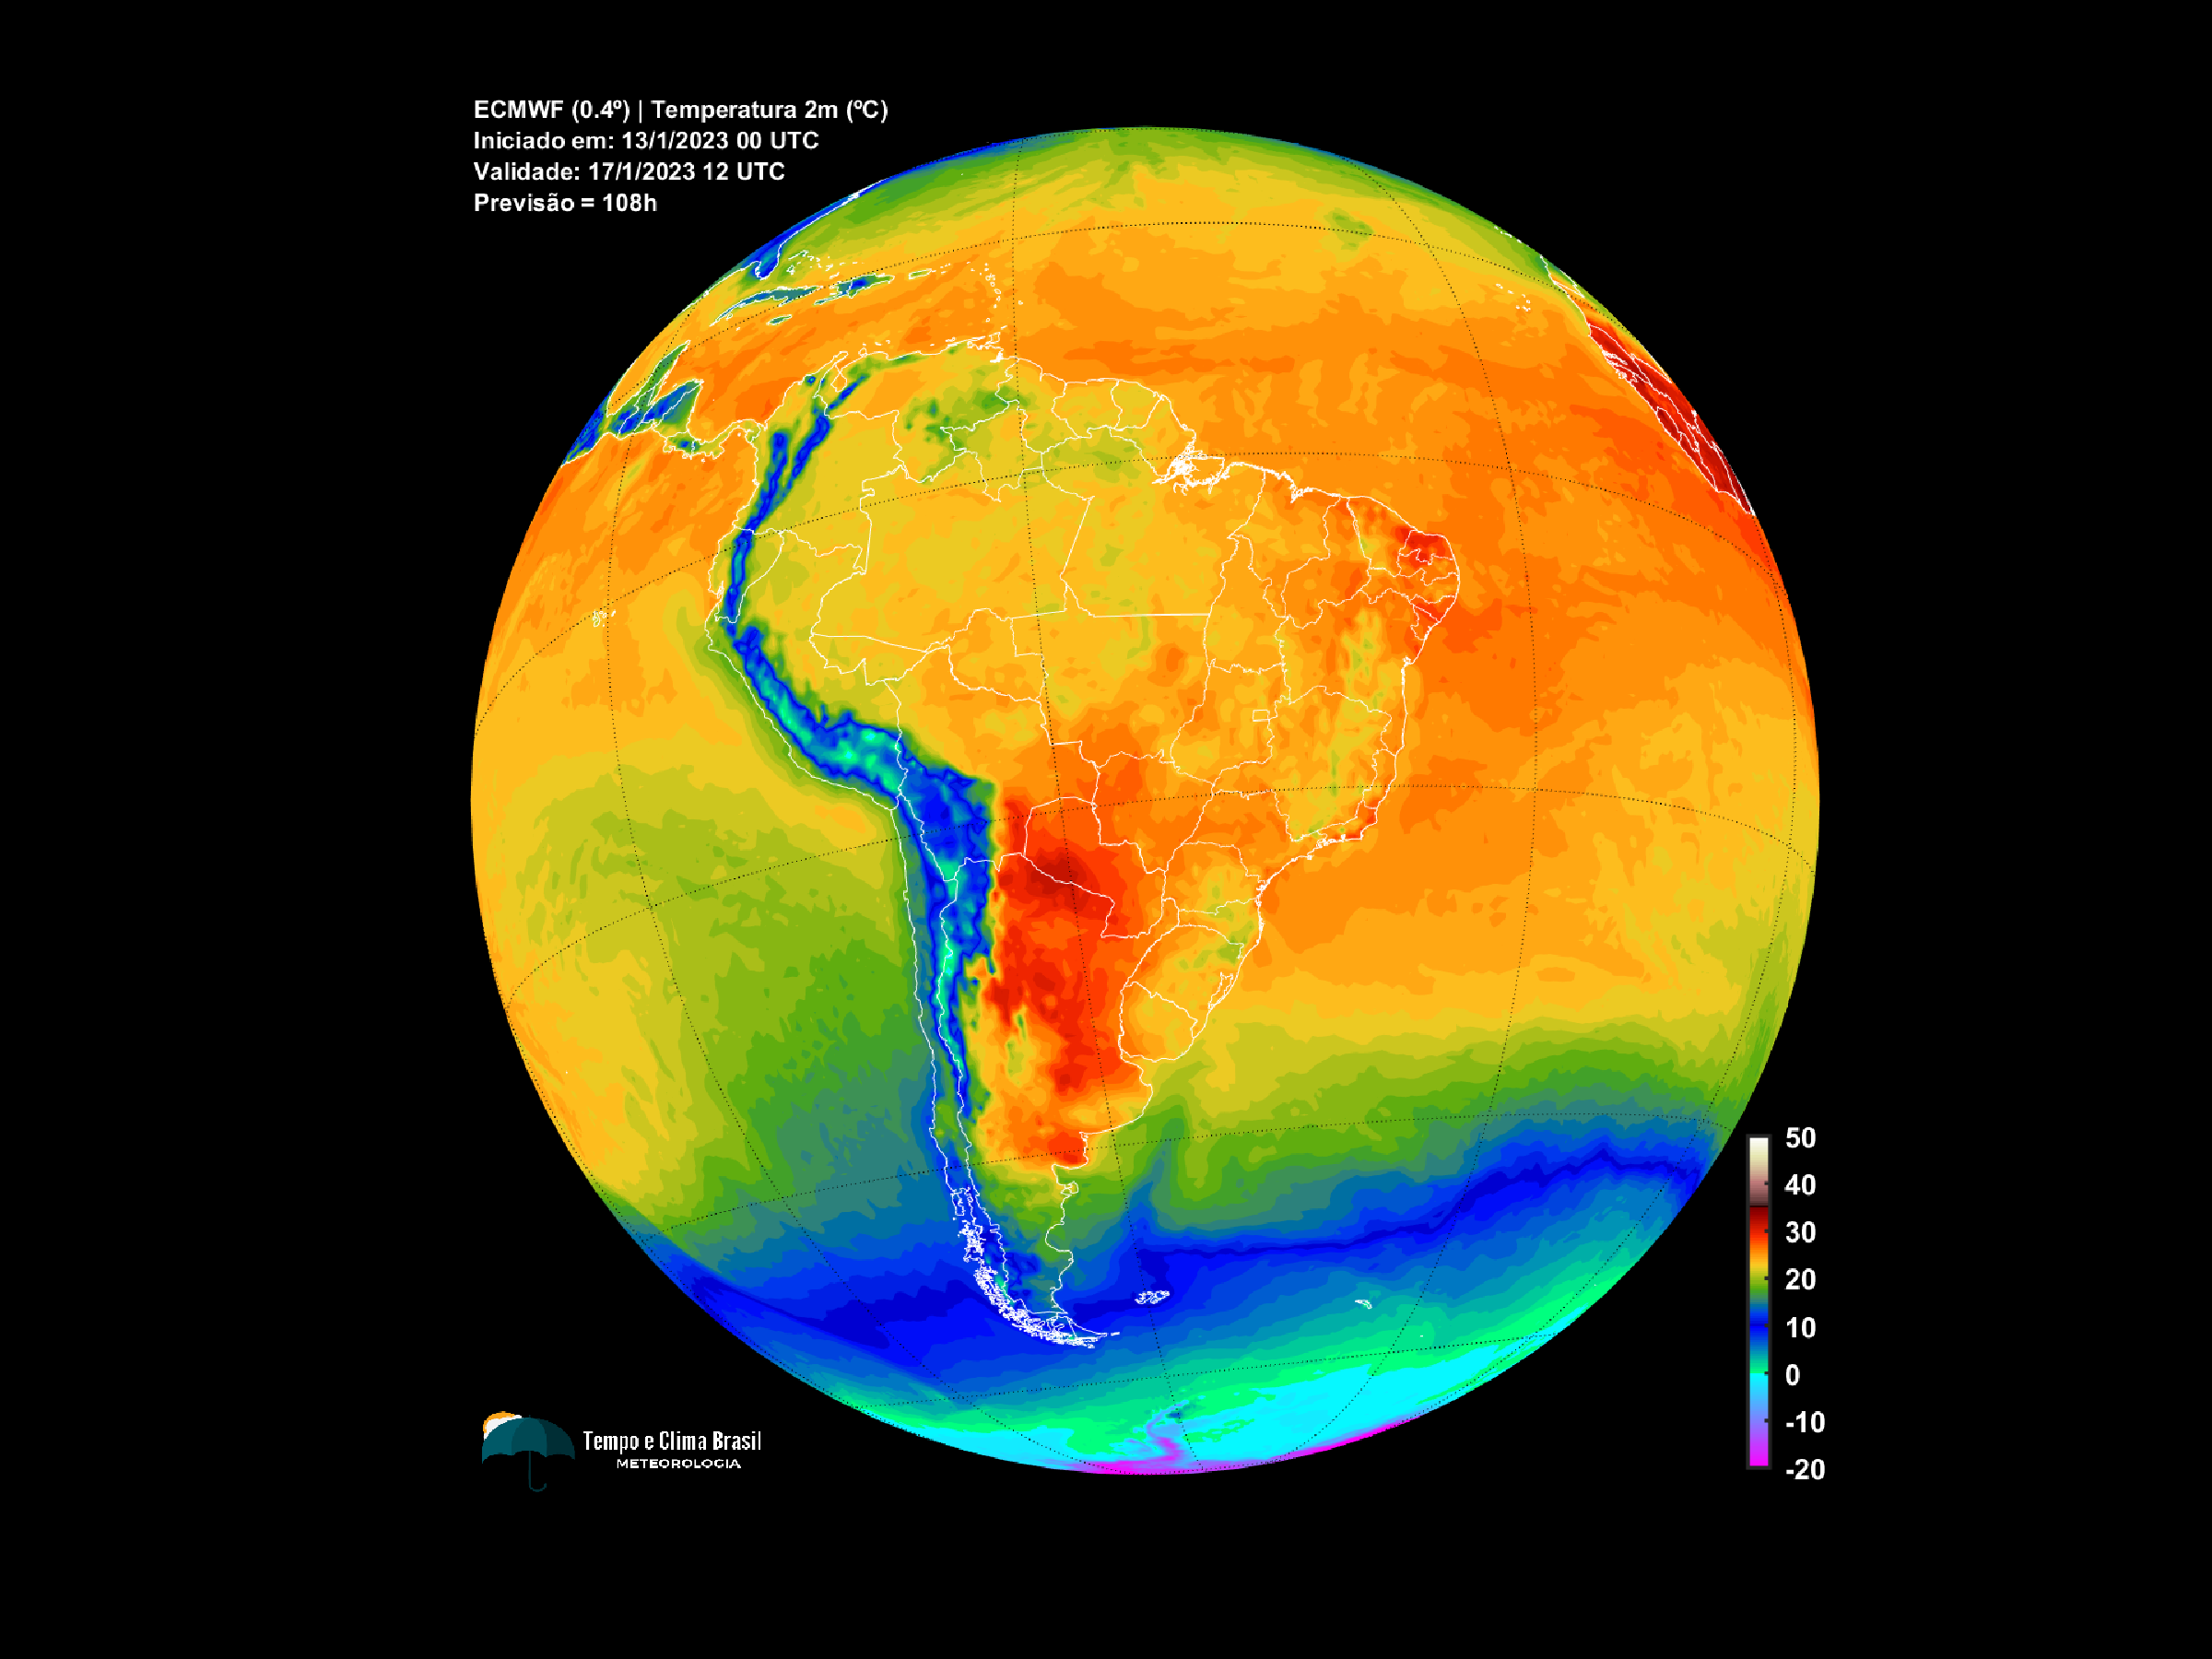 ECMWF (0.4º) | Temperatura 2m (ºC)
Iniciado em: 13/1/2023 00 UTC
Validade: 17/1/2023 12 UTC
Previsão = 108h
50
40
30
20
10
0
-10
-20
Tempo e Clima Brasil
METEOROLOGIA